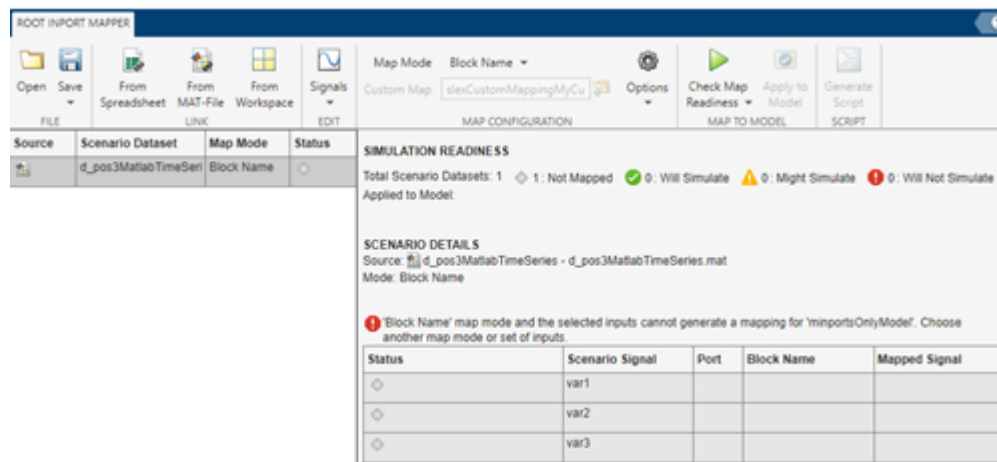 ROOT INPORT MAPPER
Open Save From Spreadsheet From MAT-File From Workspace Signals Map Mode Block Name Options Check Map Readiness Apply to Model Generate Script
Custom Map slexCustomMappingMyCu
FILE LINK EDIT MAP CONFIGURATION MAP TO MODEL SCRIPT
Source Scenario Dataset Map Mode Status
d_pos3MatlabTimeSeri Block Name
SIMULATION READINESS
Total Scenario Datasets: 1 1: Not Mapped 0: Will Simulate 0: Might Simulate 0: Will Not Simulate
Applied to Model:
SCENARIO DETAILS
Source: d_pos3MatlabTimeSeries - d_pos3MatlabTimeSeries.mat
Mode: Block Name
'Block Name' map mode and the selected inputs cannot generate a mapping for 'minportsOnlyModel'. Choose
another map mode or set of inputs.
Status Scenario Signal Port Block Name Mapped Signal
var1
var2
var3